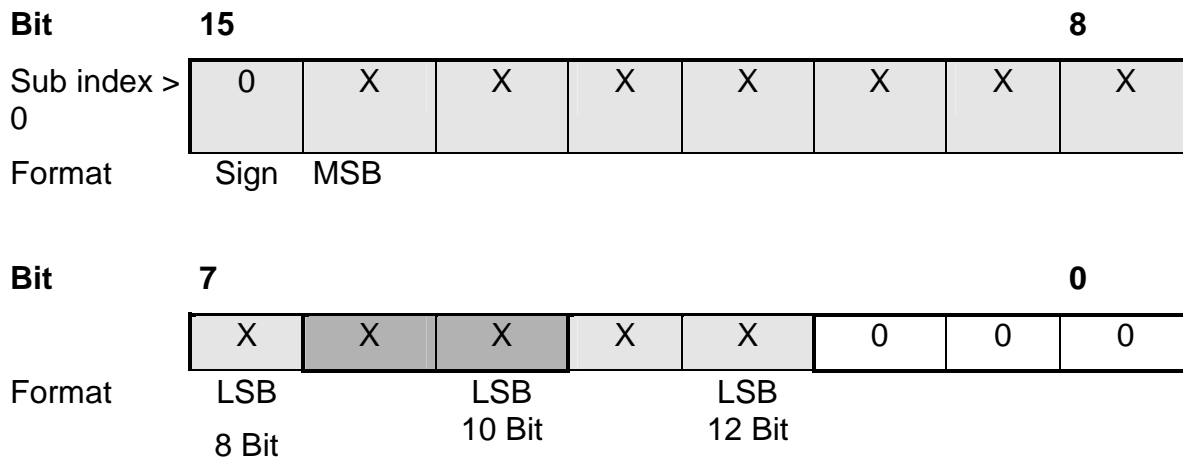 Bit 15 8
Sub index > 0 X X X X X X X
0
Format Sign MSB
Bit 7 0
X X X X X 0 0 0
Format LSB LSB LSB
8 Bit 10 Bit 12 Bit